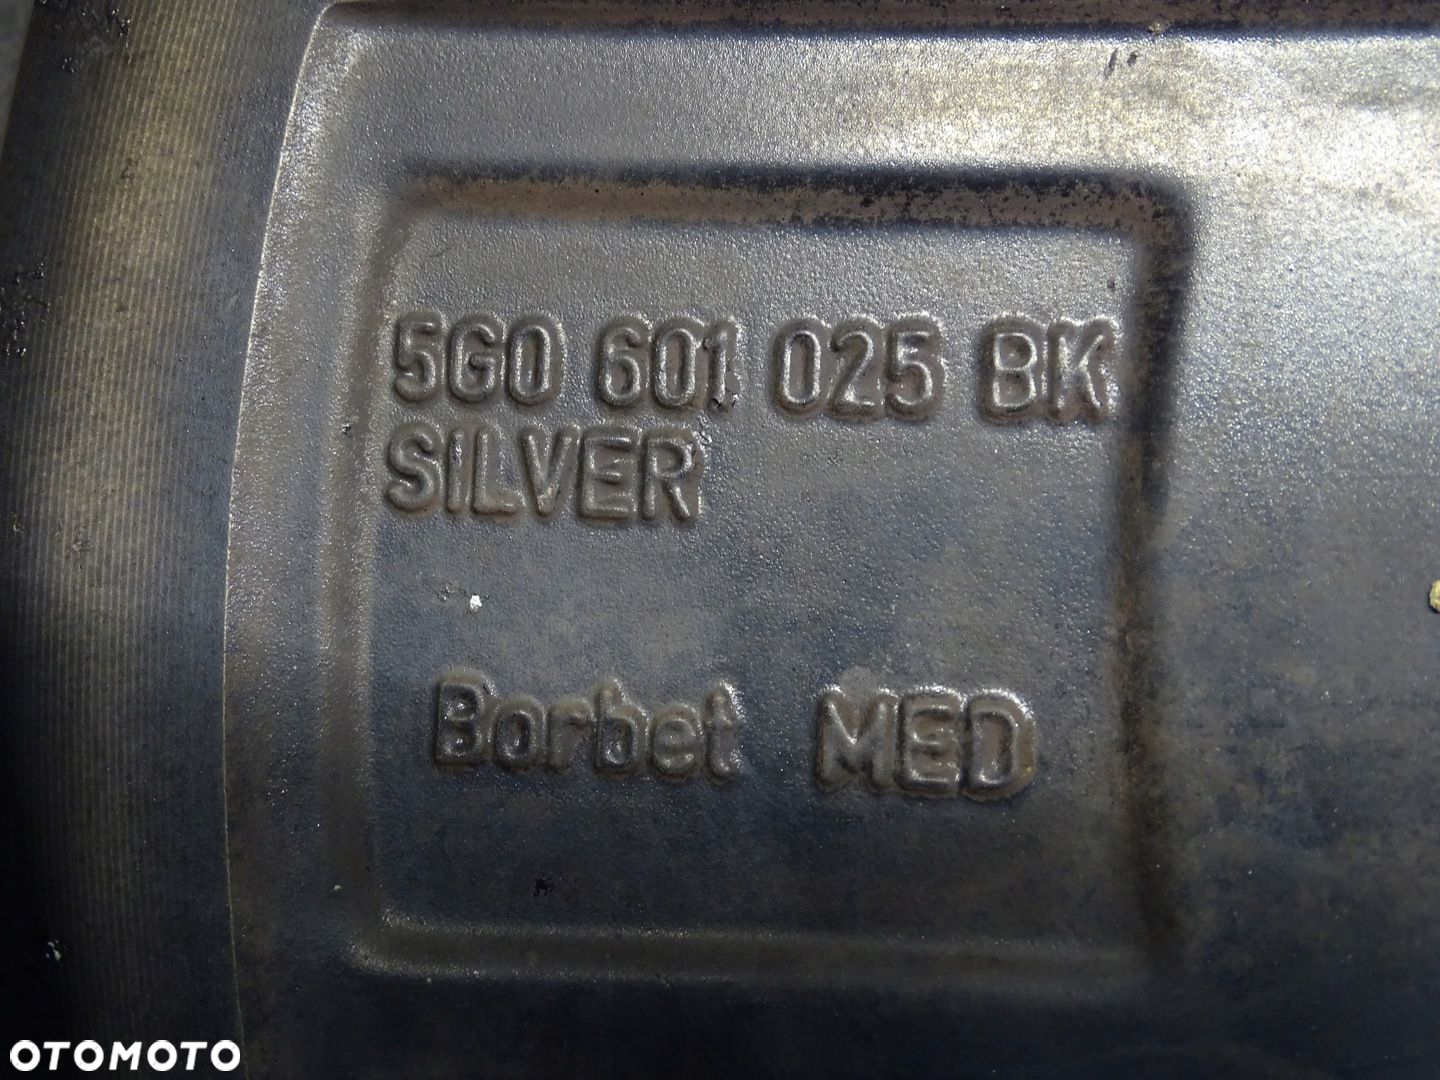 5G0 601 025 BK
SILVER
Borbet MED
OTOMOTO